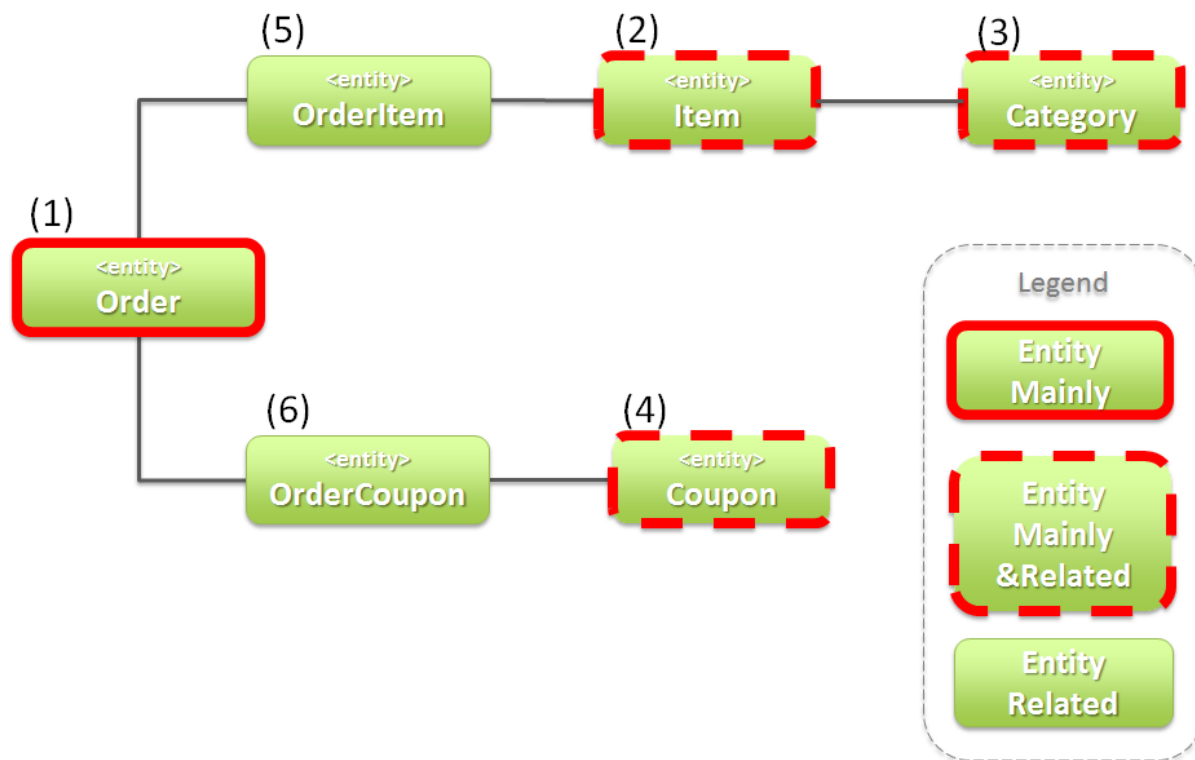 (5)
<entity>
OrderItem
(2)
<entity>
Item
(3)
<entity>
Category
(1)
<entity>
Order
(6)
<entity>
OrderCoupon
(4)
<entity>
Coupon
Legend
Entity
Mainly
Entity
Mainly
&Related
Entity
Related